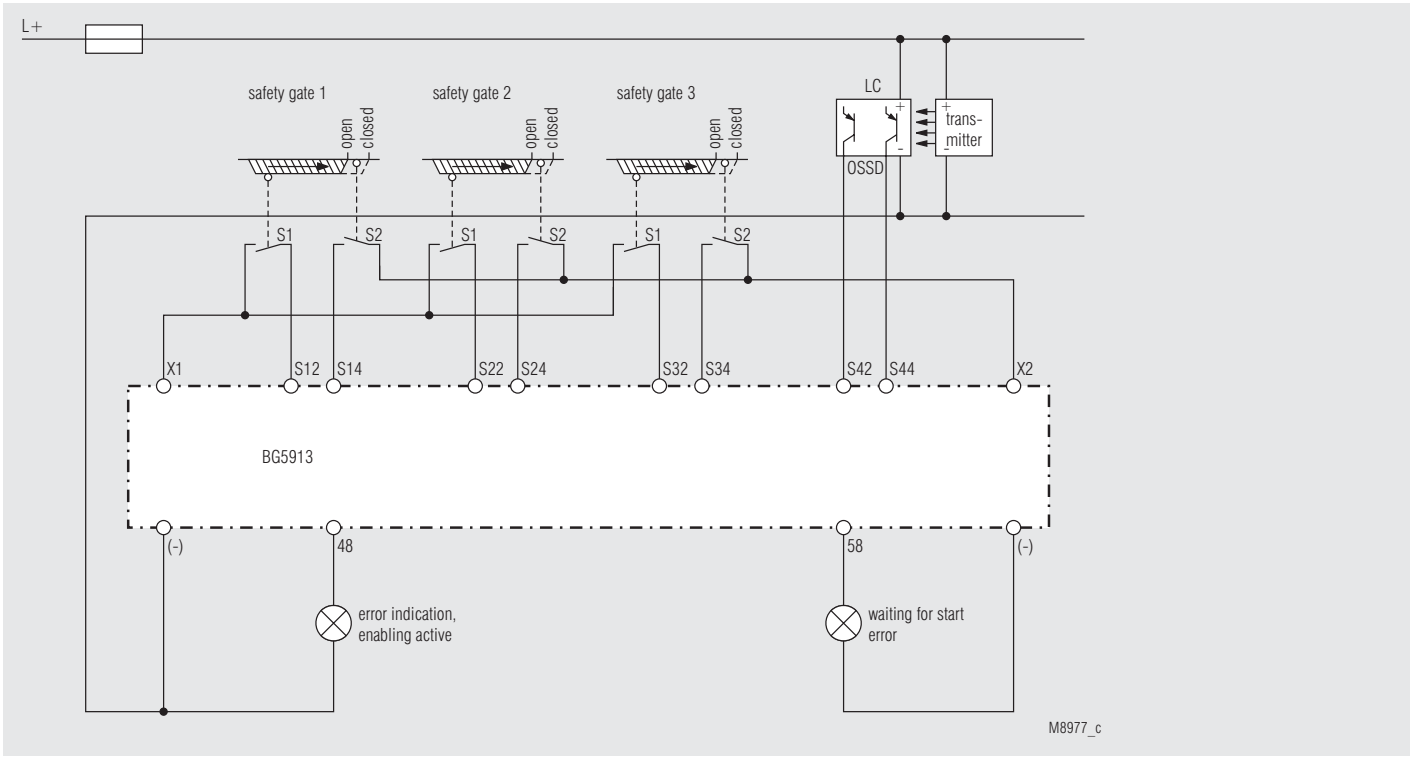 L+
safety gate 1
open
closed
safety gate 2
open
closed
safety gate 3
open
closed
LC
+
-
OSSD
+
trans-
mitter
-
S1
S2
S1
S2
S1
S2
X1
S12
S14
S22
S24
S32
S34
S42
S44
X2
BG5913
(-)
48
58
(-)
error indication,
enabling active
waiting for start
error
M8977_c